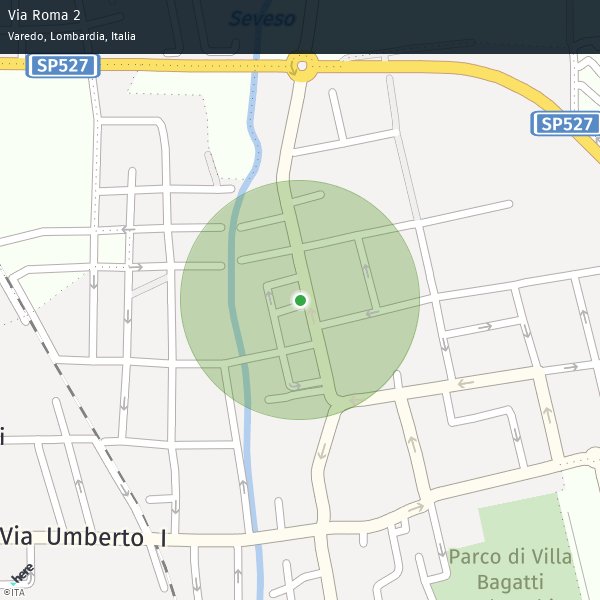 Via Roma 2
Varedo, Lombardia, Italia
Seveso
SP527
SP527
i
Via Umberto I
Parco di Villa
Bagatti
here
©ITA